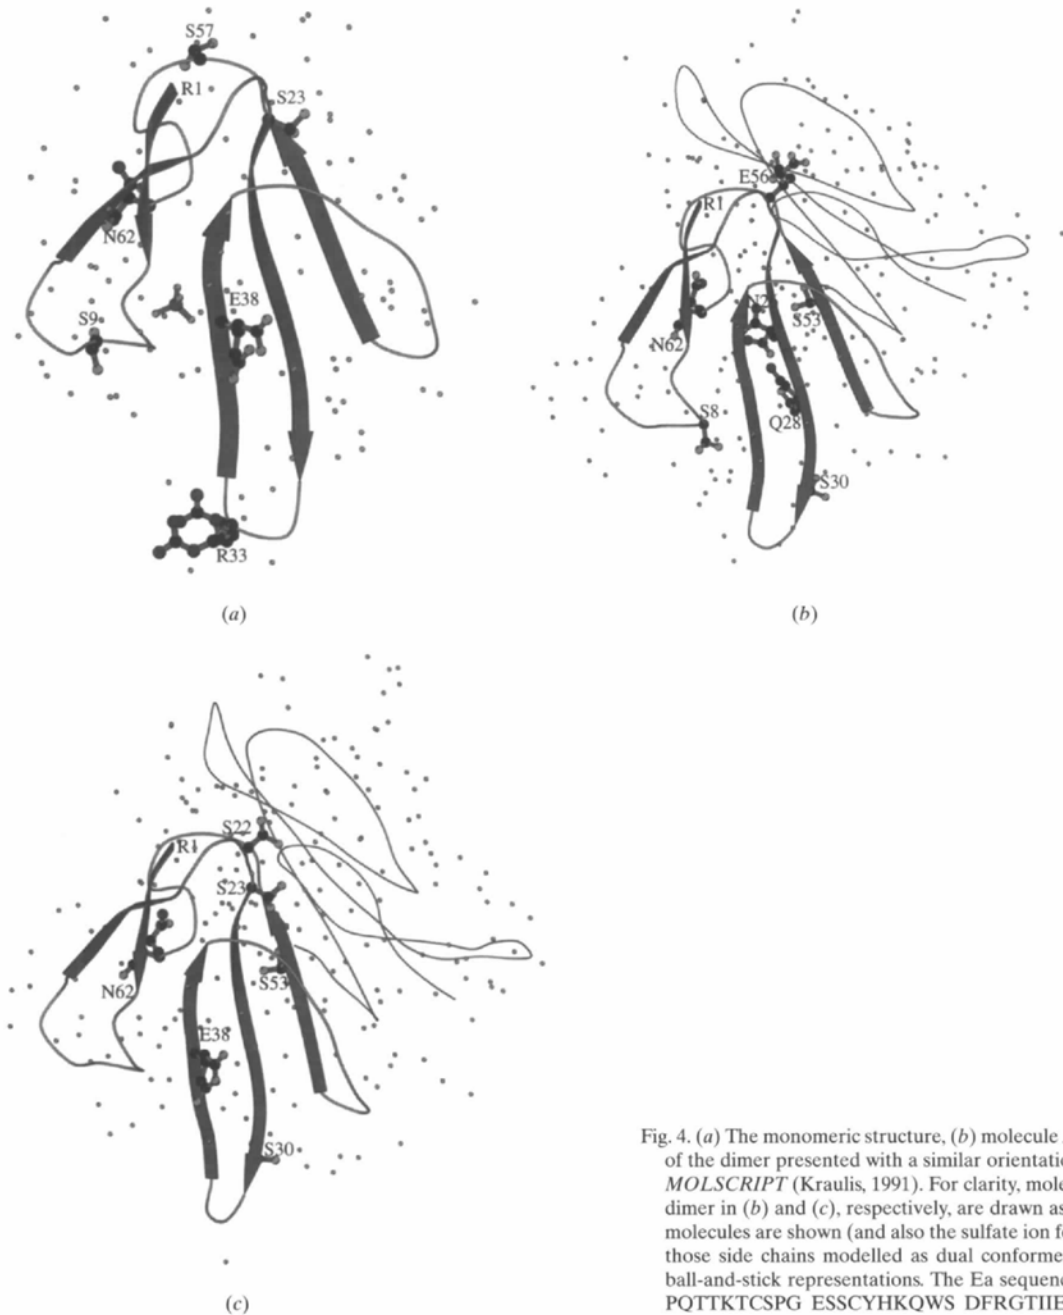 S57
R1
S23
N62
E38
S9
R33
(a)
E56
R1
S53
N62
S8
Q28
S30
(b)
S22
R1
S23
N62
S53
E38
S30
(c)
Fig. 4. (a) The monomeric structure, (b) molecule
of the dimer presented with a similar orientatio
MOLSCRIPT (Kraulis, 1991). For clarity, mole
dimer in (b) and (c), respectively, are drawn as
molecules are shown (and also the sulfate ion fo
those side chains modelled as dual conforme
ball-and-stick representations. The Ea sequenc
PQTTKTCSPG ESSCYHKQWS DFRGTIIE